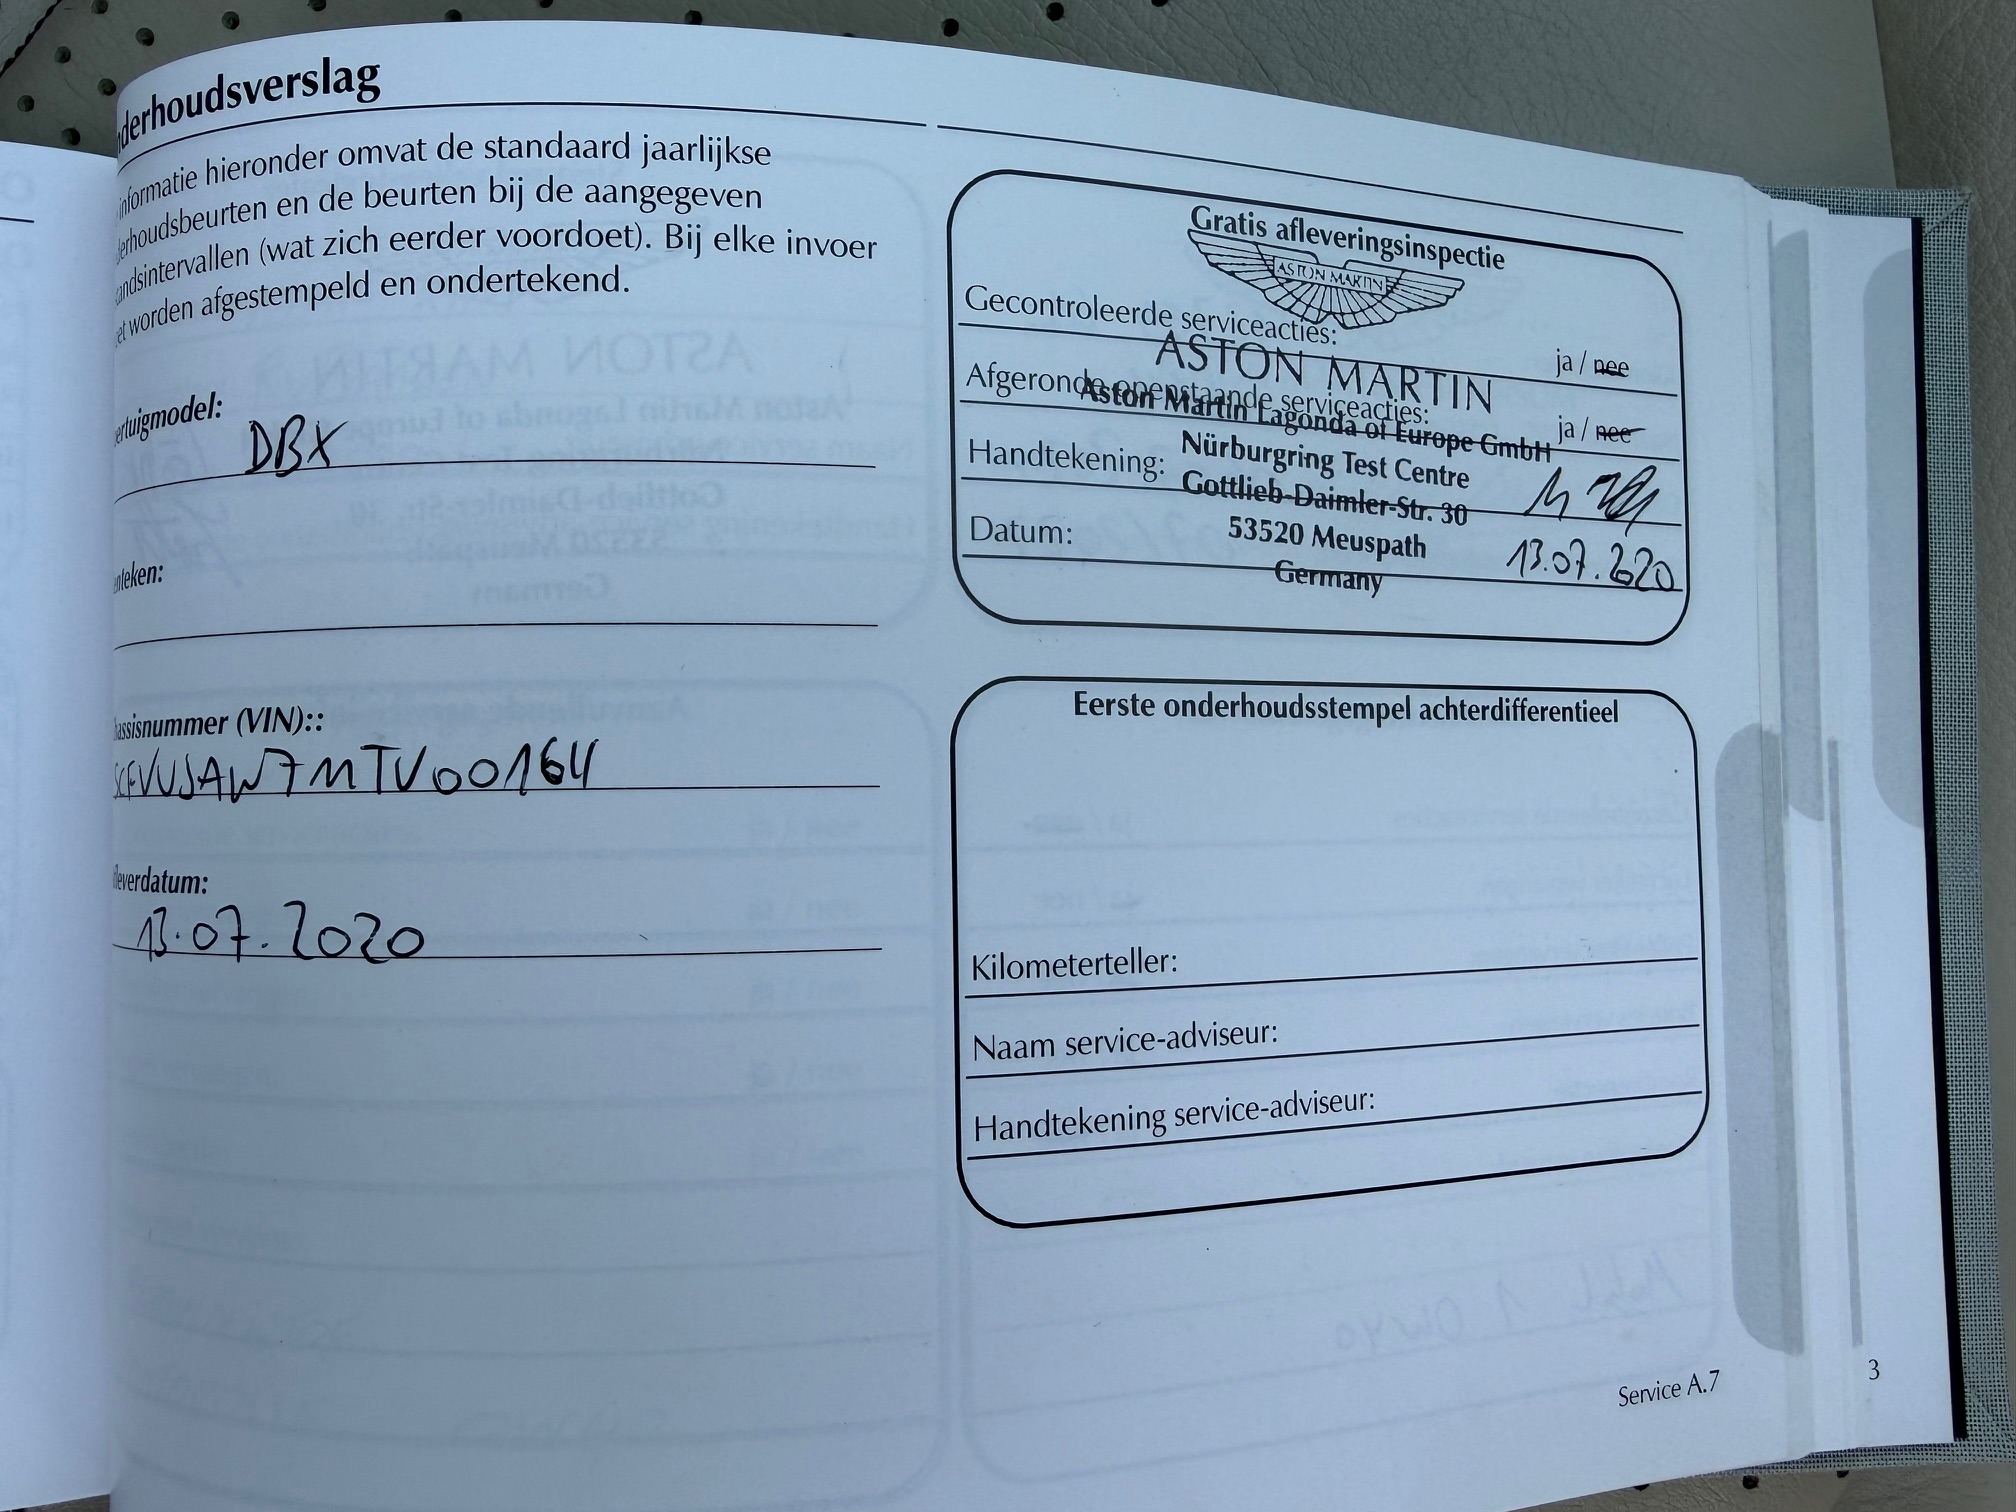 nderhoudsverslag
informatie hieronder omvat de standaard jaarlijkse
derhoudsbeurten en de beurten bij de aangegeven
andsintervallen (wat zich eerder voordoet). Bij elke invoer
et worden afgestempeld en ondertekend.
ertuigmodel:
DBX
enteken:
hassisnummer (VIN)::
SCFVUJAW7MTV00164
fleverdatum:
13.07.2020
Gratis afleveringsinspectie
ASTON MARTIN
Gecontroleerde serviceacties:
ja / nee
ASTON MARTIN
Afgeronde openstaande serviceacties:
ja / nee
Aston Martin Lagonda of Europe GmbH
Nürburgring Test Centre
Handtekening:
Gottlieb-Daimler-Str. 30
53520 Meuspath
Datum:
13.07.2020
Germany
Eerste onderhoudsstempel achterdifferentieel
Kilometerteller:
Naam service-adviseur:
Handtekening service-adviseur:
Service A.7
3